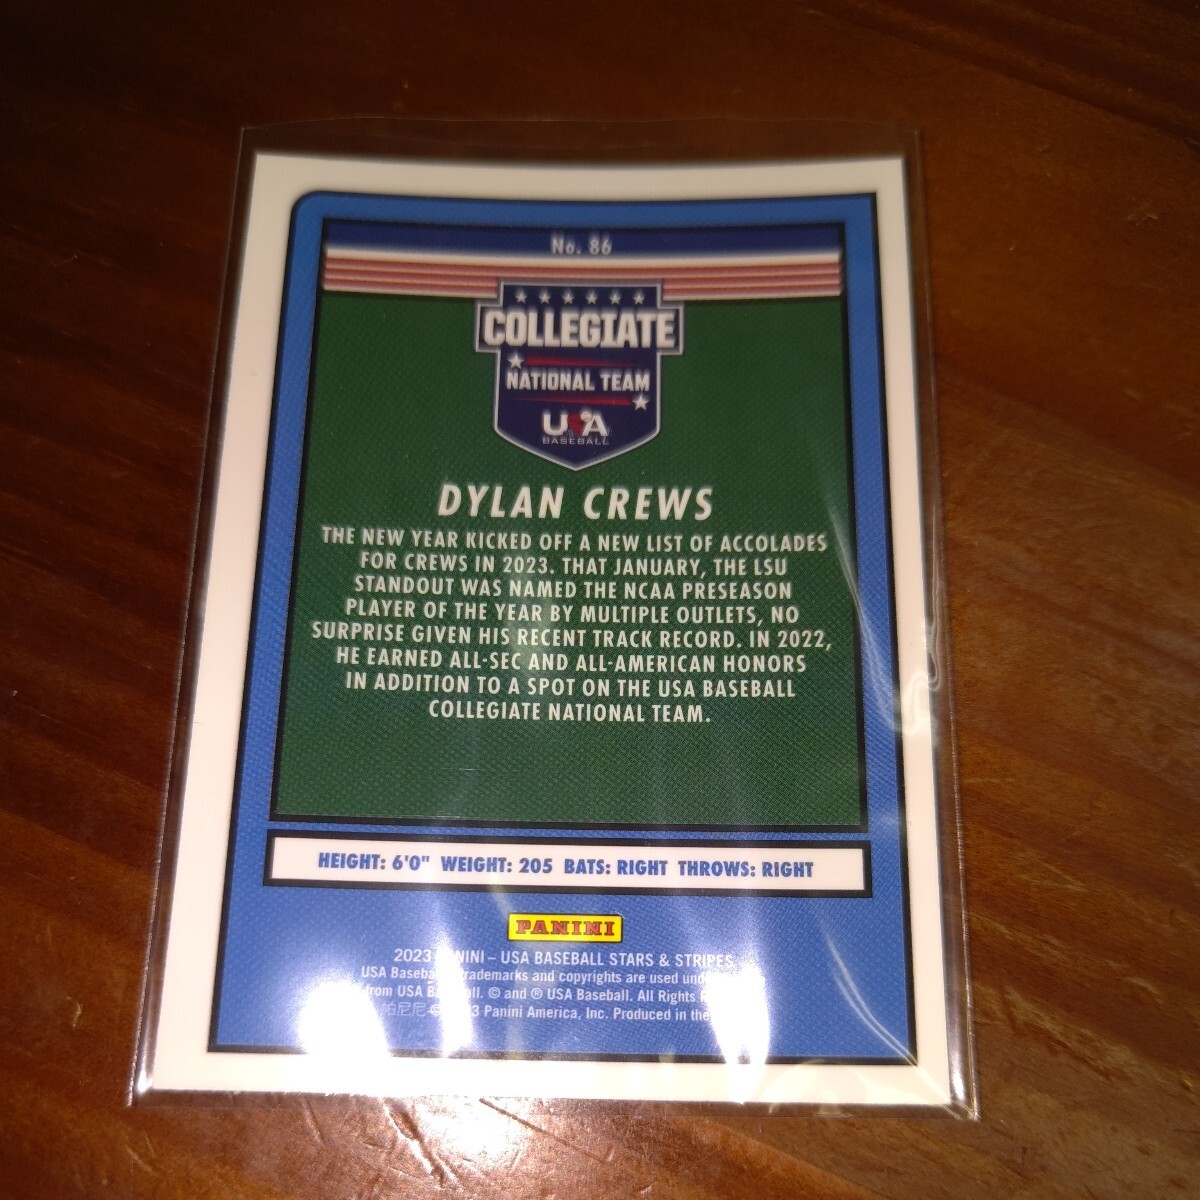 No. 86
COLLEGIATE
NATIONAL TEAM
USA
BASEBALL
DYLAN CREWS
THE NEW YEAR KICKED OFF A NEW LIST OF ACCOLADES
FOR CREWS IN 2023. THAT JANUARY, THE LSU
STANDOUT WAS NAMED THE NCAA PRESEASON
PLAYER OF THE YEAR BY MULTIPLE OUTLETS, NO
SURPRISE GIVEN HIS RECENT TRACK RECORD. IN 2022,
HE EARNED ALL-SEC AND ALL-AMERICAN HONORS
IN ADDITION TO A SPOT ON THE USA BASEBALL
COLLEGIATE NATIONAL TEAM.
HEIGHT: 6'0" WEIGHT: 205 BATS: RIGHT THROWS: RIGHT
PANINI
2023 PANINI – USA BASEBALL STARS & STRIPES
USA Baseball trademarks and copyrights are used
from USA Baseball. © and ® USA Baseball. All Rights
帕尼尼 © 2023 Panini America, Inc. Produced in the